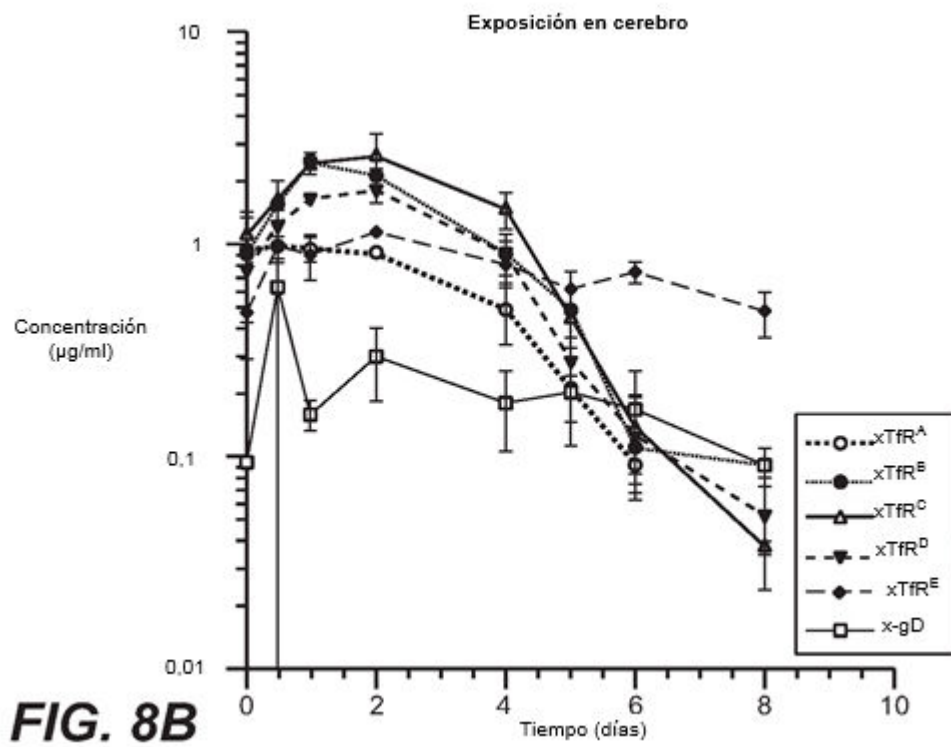 Exposición en cerebro
10
1
0,1
0,01
Concentración
(µg/ml)
0
2
4
6
8
10
Tiempo (días)
xTfR^A
xTfR^B
xTfR^C
xTfR^D
xTfR^E
x-gD
FIG. 8B